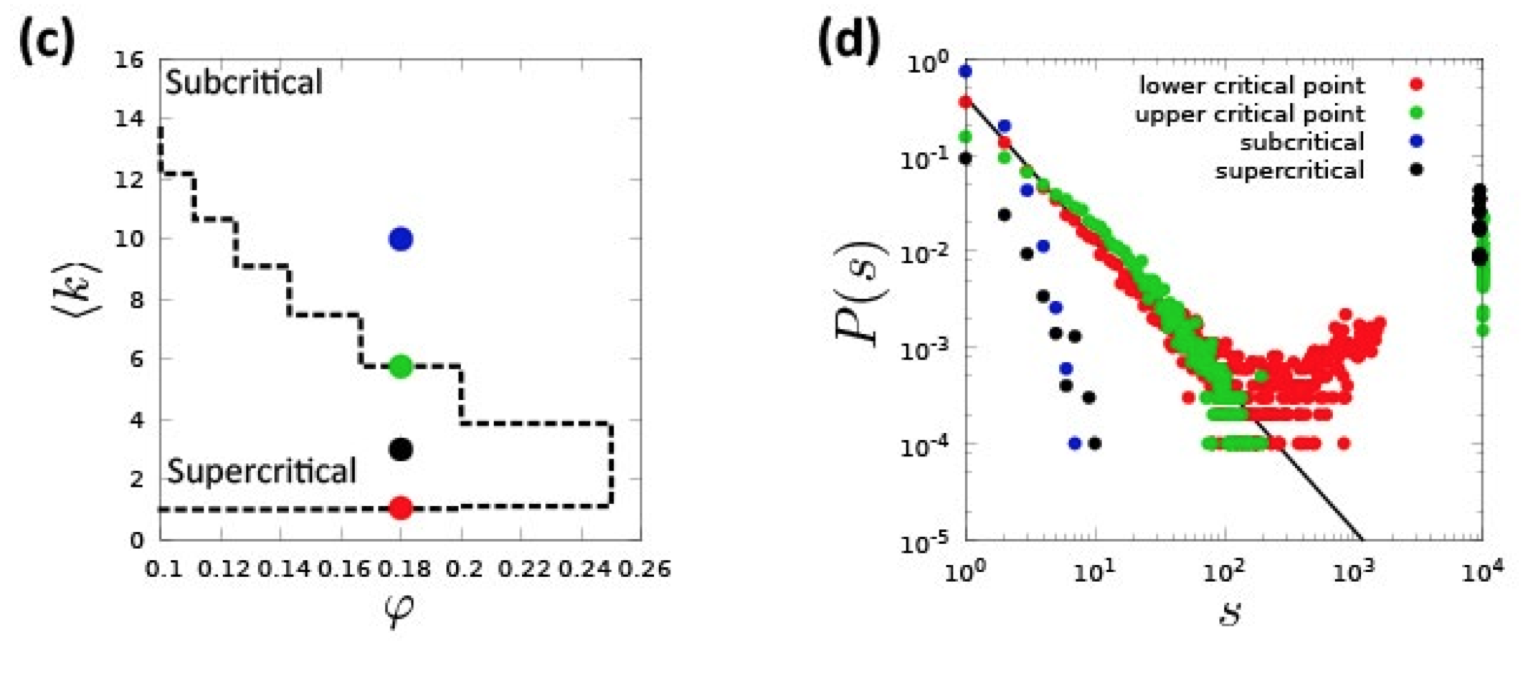 (c)
16
14
12
10
8
6
4
2
0
⟨k⟩
Subcritical
Supercritical
0.1 0.12 0.14 0.16 0.18 0.2 0.22 0.24 0.26
φ
(d)
10⁰
10⁻¹
10⁻²
10⁻³
10⁻⁴
10⁻⁵
P(s)
lower critical point
upper critical point
subcritical
supercritical
10⁰ 10¹ 10² 10³ 10⁴
s